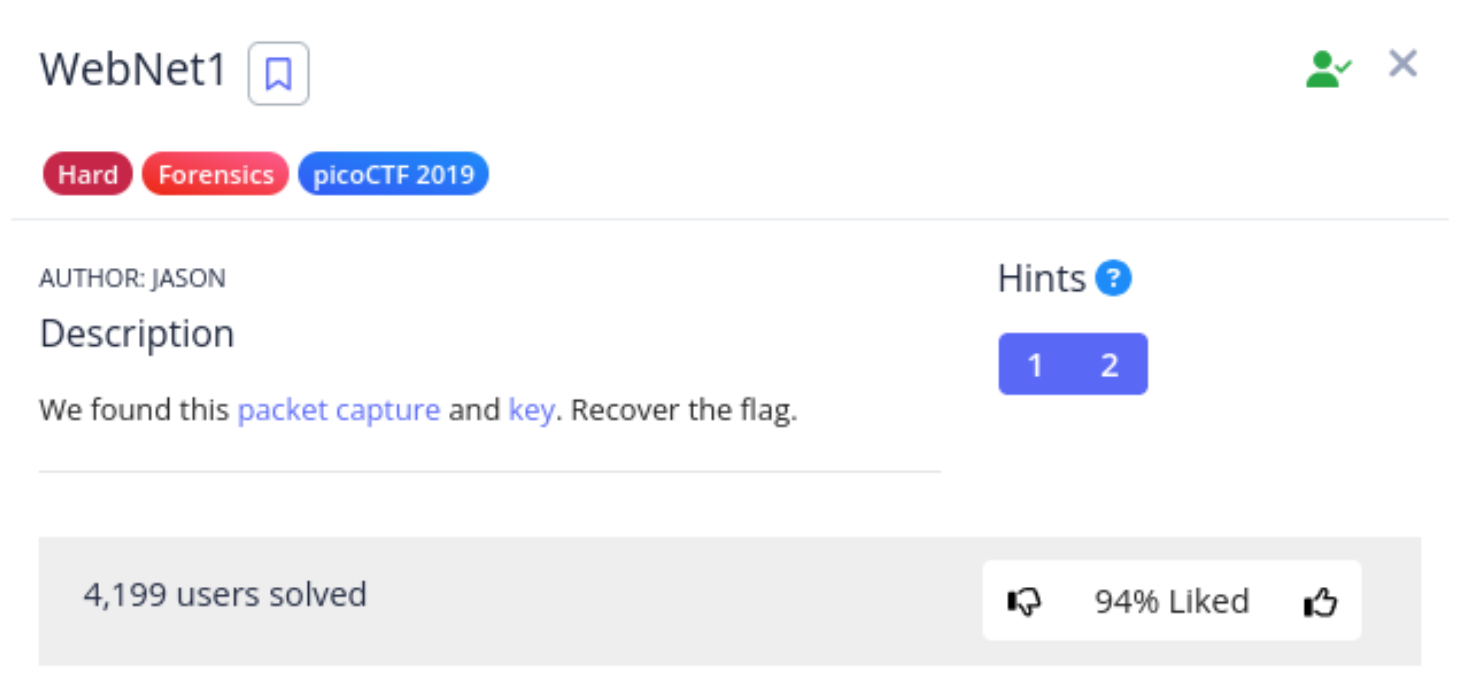 WebNet1
Hard Forensics picoCTF 2019
AUTHOR: JASON
Description
We found this packet capture and key. Recover the flag.
Hints ?
1 2
4,199 users solved
94% Liked